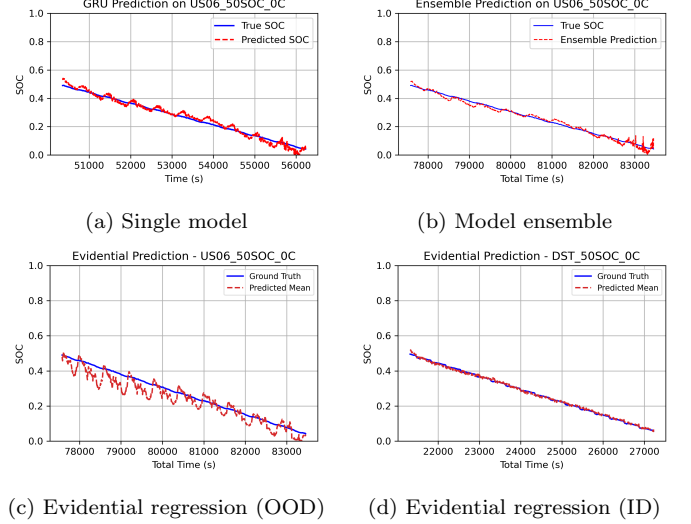 GRU Prediction on US06_50SOC_0C
Ensemble Prediction on US06_50SOC_0C
1.0
0.8
0.6
0.4
0.2
0.0
SOC
True SOC
Predicted SOC
51000 52000 53000 54000 55000 56000
Time (s)
1.0
0.8
0.6
0.4
0.2
0.0
SOC
True SOC
Ensemble Prediction
78000 79000 80000 81000 82000 83000
Total Time (s)
(a) Single model
(b) Model ensemble
Evidential Prediction - US06_50SOC_0C
Evidential Prediction - DST_50SOC_0C
1.0
0.8
0.6
0.4
0.2
0.0
SOC
Ground Truth
Predicted Mean
78000 79000 80000 81000 82000 83000
Total Time (s)
1.0
0.8
0.6
0.4
0.2
0.0
SOC
Ground Truth
Predicted Mean
22000 23000 24000 25000 26000 27000
Total Time (s)
(c) Evidential regression (OOD)
(d) Evidential regression (ID)